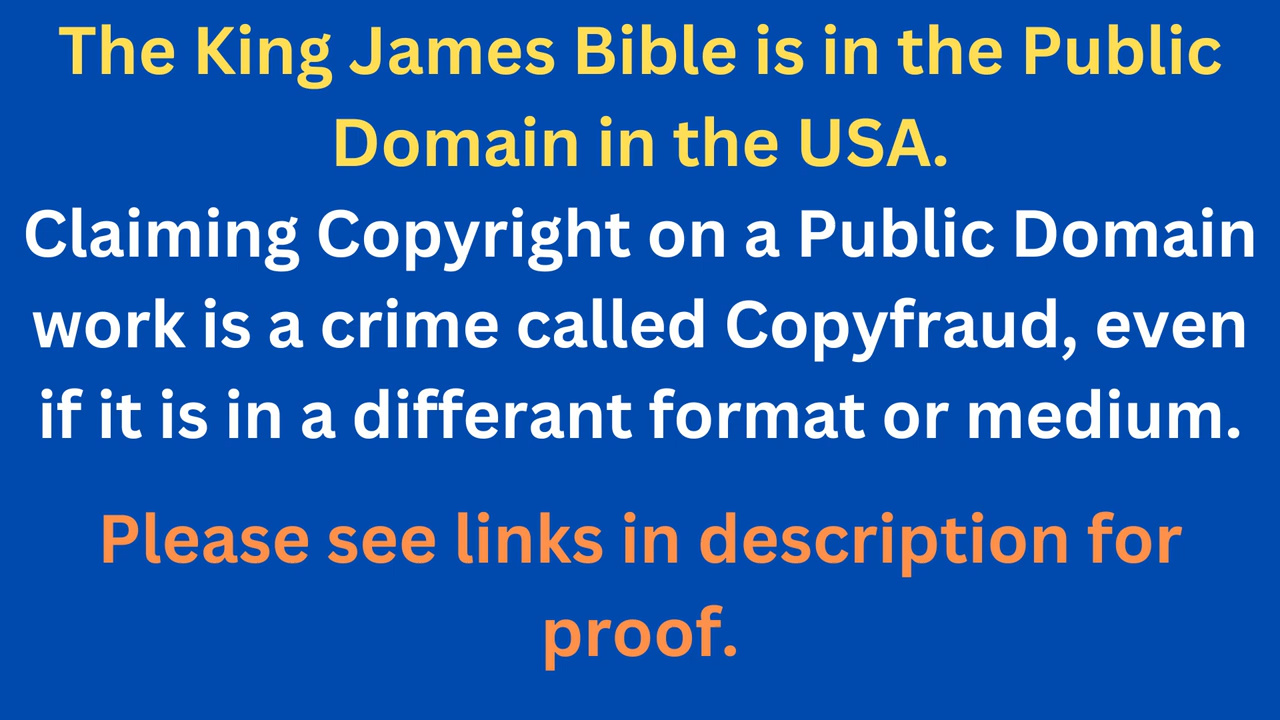 The King James Bible is in the Public
Domain in the USA.
Claiming Copyright on a Public Domain
work is a crime called Copyfraud, even
if it is in a differant format or medium.
Please see links in description for
proof.